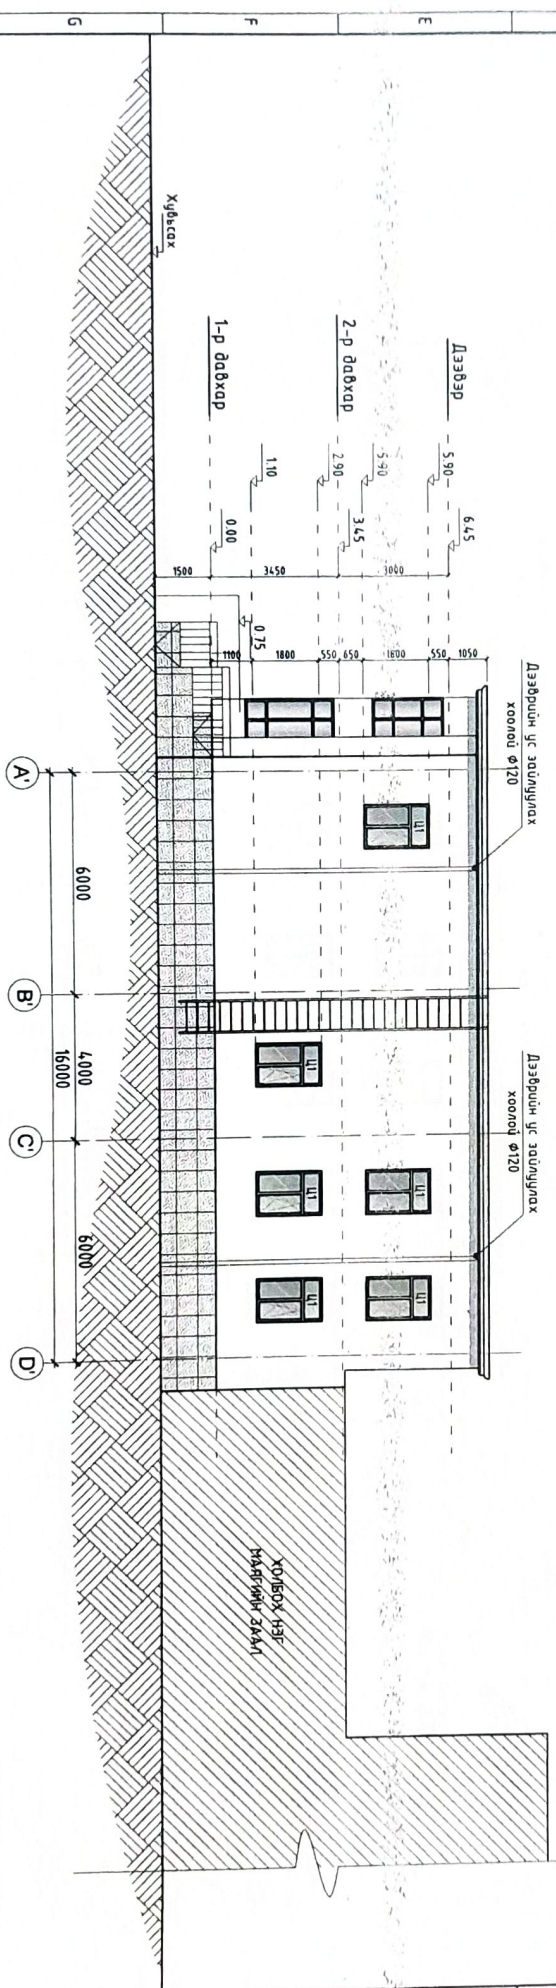 G
F
E
Дээврийн ус зайлуулах
хоолой Ф120
Дээврийн ус зайлуулах
хоолой Ф120
Дээвэр
6.45
5.90
5.90
2-р давхар
3.45
2.90
1.10
1-р давхар
0.00
0.75
Хувьсах
1500
3450
3000
1100
1800
550
650
1800
550
1050
Ц1
Ц1
Ц1
Ц1
Ц1
Ц1
ХОЛБОХ НЭГ
МАЯГИЙН ЗААЛ
6000
4000
6000
16000
A'
B'
C'
D'